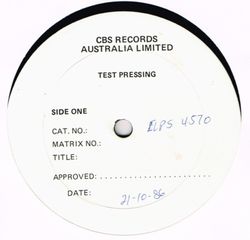 CBS RECORDS
AUSTRALIA LIMITED
TEST PRESSING
SIDE ONE
CAT. NO.: ELPS 4570
MATRIX NO.:
TITLE:
APPROVED:......................
DATE: 21-10-86